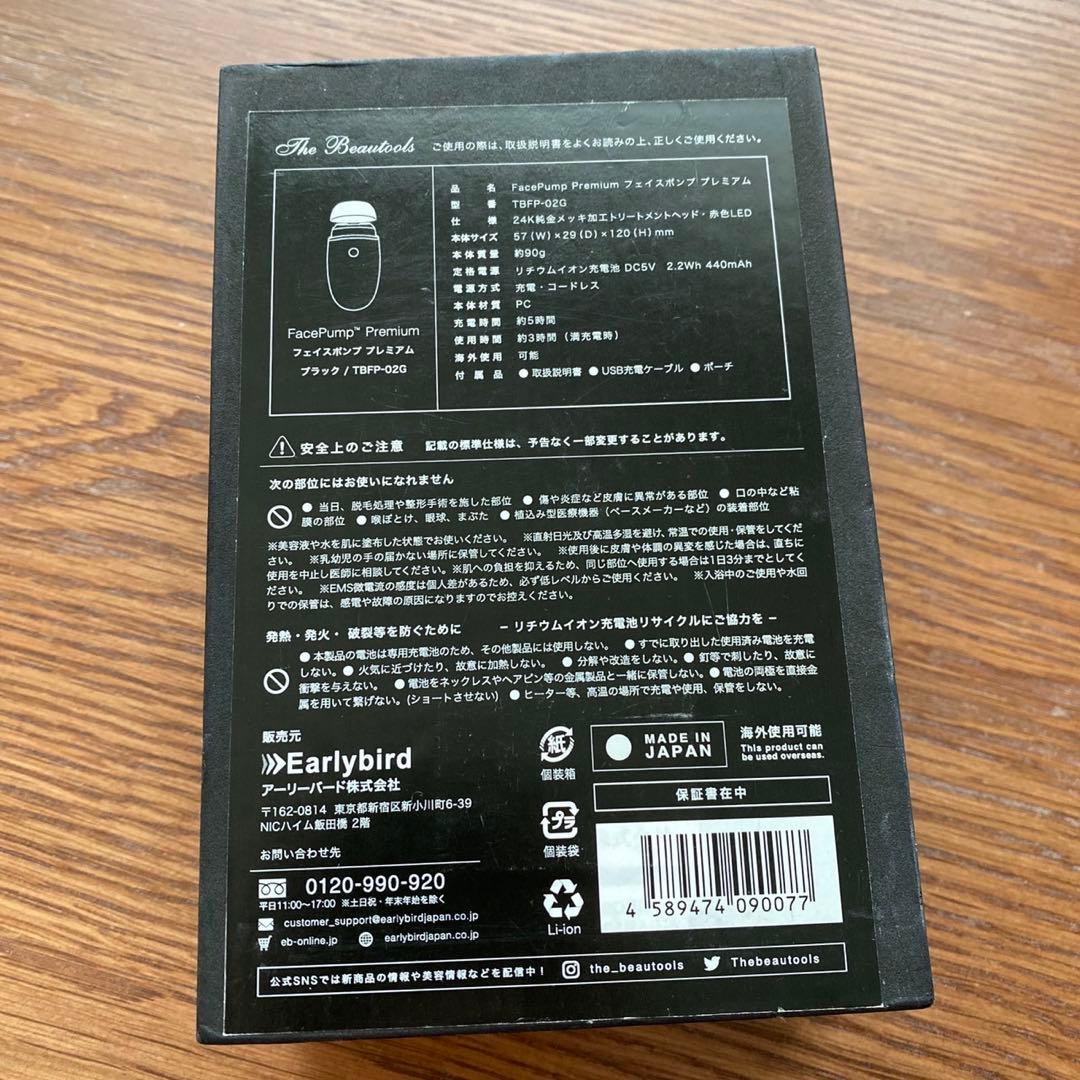 The Beautools ご使用の際は、取扱説明書をよくお読みの上、正しくご使用ください。
FacePump™ Premium
フェイスポンプ プレミアム
ブラック / TBFP-02G
品名 FacePump Premium フェイスポンプ プレミアム
型番 TBFP-02G
仕様 24K純金メッキ加工トリートメントヘッド・赤色LED
本体サイズ 57(W)×29(D)×120(H)mm
本体質量 約90g
定格電源 リチウムイオン充電池 DC5V 2.2Wh 440mAh
電源方式 充電・コードレス
本体材質 PC
充電時間 約5時間
使用時間 約3時間(満充電時)
海外使用 可能
付属品 ●取扱説明書 ●USB充電ケーブル ●ポーチ
安全上のご注意 記載の標準仕様は、予告なく一部変更することがあります。
次の部位にはお使いになれません
● 当日、脱毛処理や整形手術を施した部位 ● 傷や炎症など皮膚に異常がある部位 ● 口の中など粘
膜の部位 ● 喉ぼとけ、眼球、まぶた ● 植込み型医療機器(ペースメーカーなど)の装着部位
※美容液や水を肌に塗布した状態でお使いください。 ※直射日光及び高温多湿を避け、常温での使用・保管をしてくだ
さい。 ※乳幼児の手の届かない場所に保管してください。 ※使用後に皮膚や体調の異変を感じた場合は、直ちに
使用を中止し医師に相談してください。※肌への負担を抑えるため、同じ部位へ使用する場合は1日3分までとしてく
ださい。 ※EMS微電流の感度は個人差があるため、必ず低レベルからご使用ください。 ※入浴中のご使用や水回
りでの保管は、感電や故障の原因になりますのでお控えください。
発熱・発火・ 破裂等を防ぐために – リチウムイオン充電池リサイクルにご協力を –
● 本製品の電池は専用充電池のため、その他製品には使用しない。 ● すでに取り出した使用済み電池を充電
しない。● 火気に近づけたり、故意に加熱しない。 ● 分解や改造をしない。● 釘等で刺したり、故意に
衝撃を与えない。 ● 電池をネックレスやヘアピン等の金属製品と一緒に保管しない。● 電池の両極を直接金
属を用いて繋げない。(ショートさせない) ● ヒーター等、高温の場所で充電や使用、保管をしない。
販売元
Earlybird
アーリーバード株式会社
〒162-0814 東京都新宿区新小川町6-39
NICハイム飯田橋 2階
お問い合わせ先
0120-990-920
平日11:00〜17:00 ※土日祝・年末年始を除く
customer_support@earlybirdjapan.co.jp
eb-online.jp earlybirdjapan.co.jp
紙
個装箱
プラ
個装袋
Li-ion
MADE IN
JAPAN
海外使用可能
This product can
be used overseas.
保証書在中
4 589474 090077
公式SNSでは新商品の情報や美容情報などを配信中! the_beautools Thebeautools